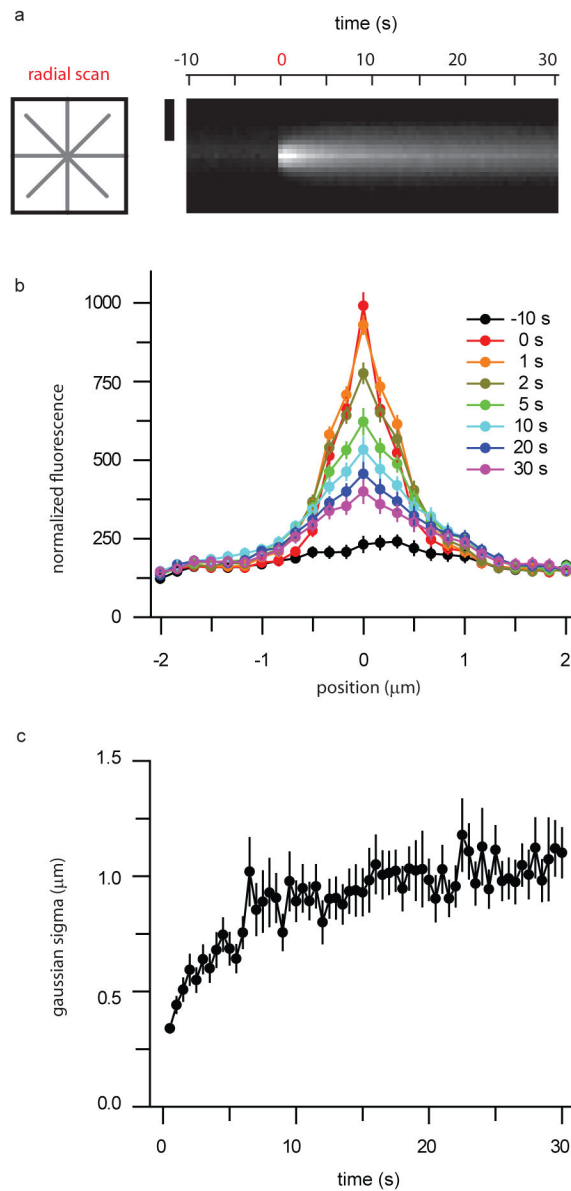 a
time (s)
-10 0 10 20 30
radial scan
b
1000
750
500
250
0
normalized fluorescence
-10 s
0 s
1 s
2 s
5 s
10 s
20 s
30 s
-2 -1 0 1 2
position (μm)
c
1.5
1.0
0.5
0.0
gaussian sigma (μm)
0 10 20 30
time (s)